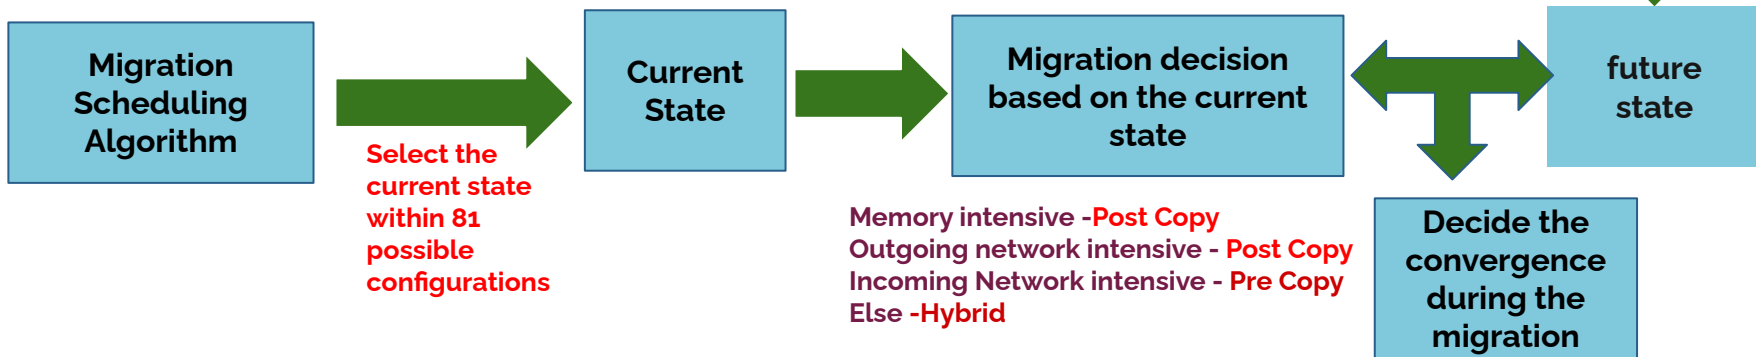 Migration
Scheduling
Algorithm
Select the
current state
within 81
possible
configurations
Current
State
Migration decision
based on the current
state
Memory intensive -Post Copy
Outgoing network intensive - Post Copy
Incoming Network intensive - Pre Copy
Else -Hybrid
future
state
Decide the
convergence
during the
migration